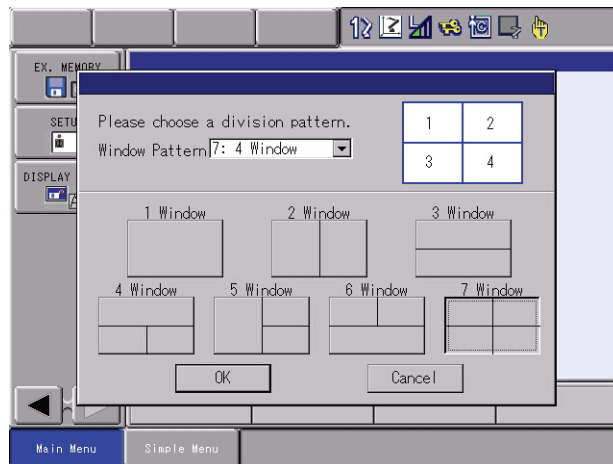 EX. MEMORY
SETU
DISPLAY
Please choose a division pattern.
Window Pattern 7: 4 Window
1 2
3 4
1 Window 2 Window 3 Window
4 Window 5 Window 6 Window 7 Window
OK Cancel
Main Menu Simple Menu